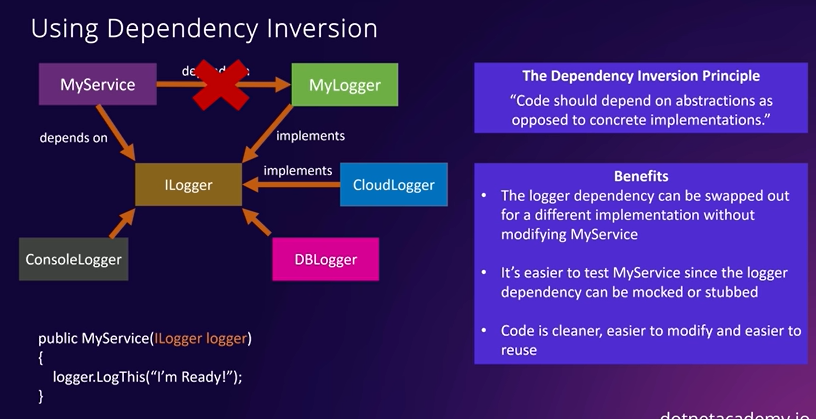 Using Dependency Inversion
MyService
MyLogger
depends on
implements
ILogger
implements
CloudLogger
ConsoleLogger
DBLogger
public MyService(ILogger logger)
{
logger.LogThis(“I’m Ready!”);
}
The Dependency Inversion Principle
“Code should depend on abstractions as
opposed to concrete implementations.”
Benefits
• The logger dependency can be swapped out
for a different implementation without
modifying MyService
• It’s easier to test MyService since the logger
dependency can be mocked or stubbed
• Code is cleaner, easier to modify and easier to
reuse
dotnetacademy.io